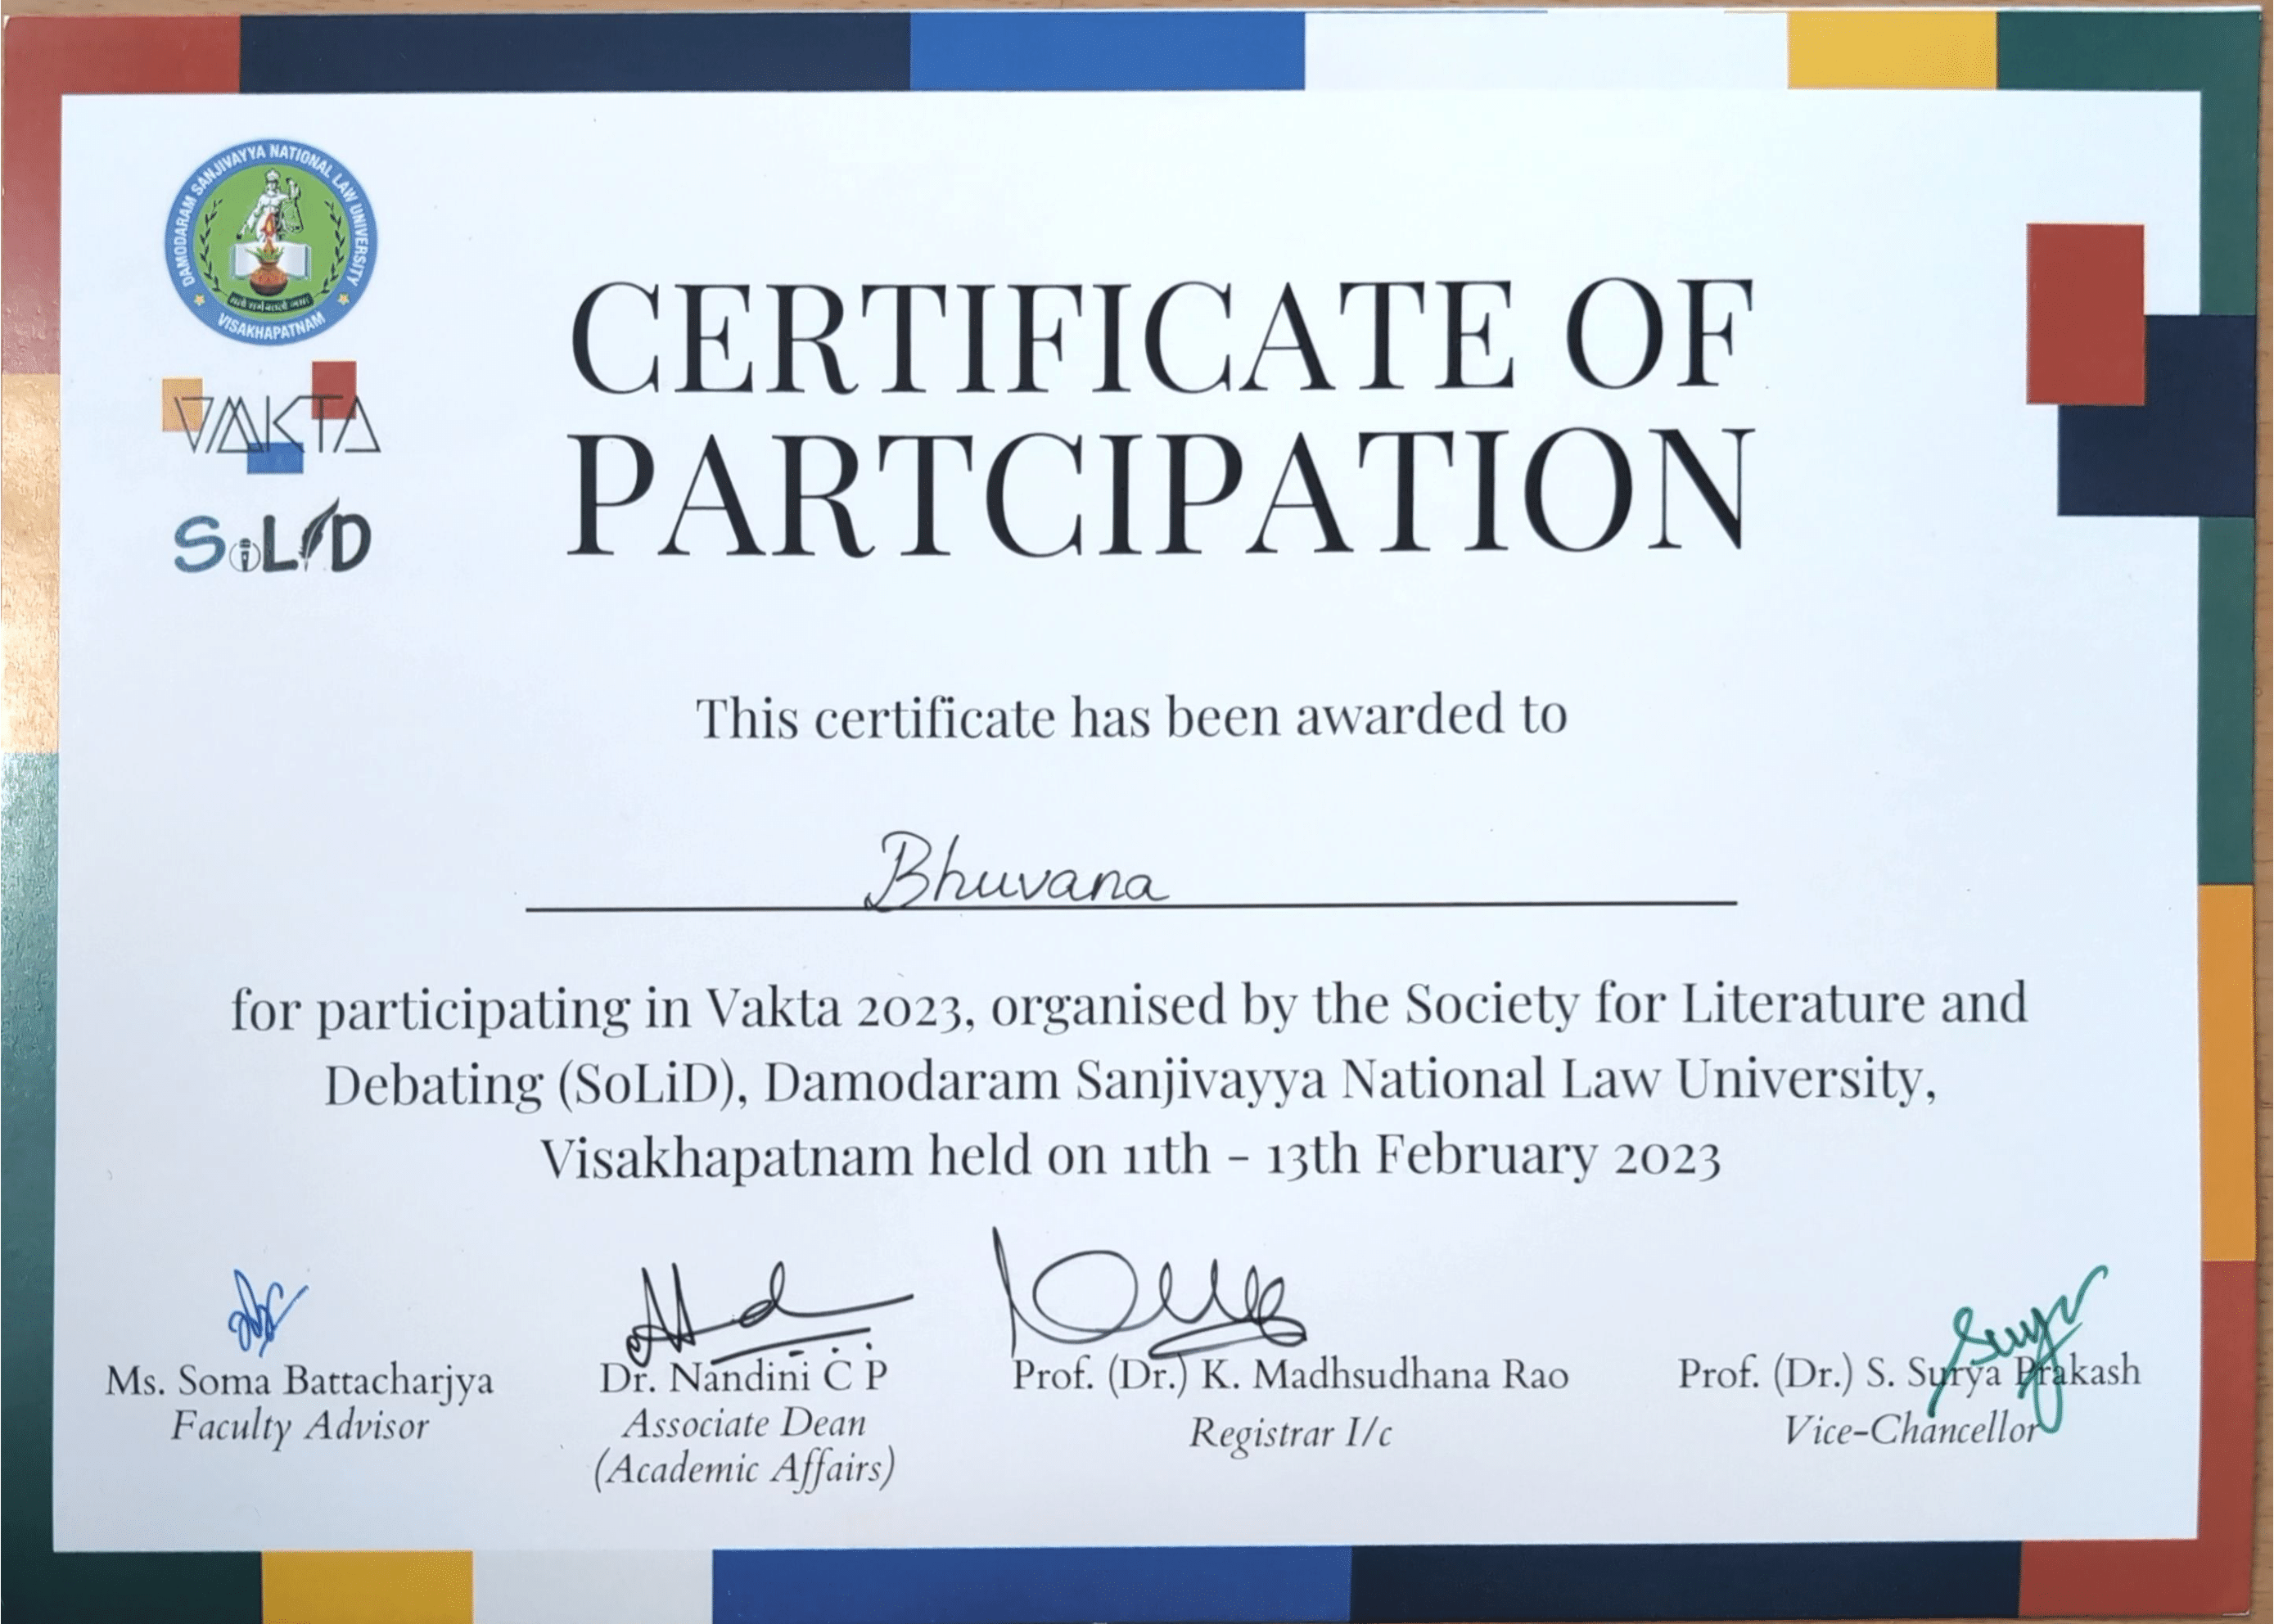 DAMODARAM SANJIVAYYA NATIONAL LAW UNIVERSITY
VISAKHAPATNAM
VAKTA
SoLiD
CERTIFICATE OF
PARTCIPATION
This certificate has been awarded to
Bhuvana
for participating in Vakta 2023, organised by the Society for Literature and
Debating (SoLiD), Damodaram Sanjivayya National Law University,
Visakhapatnam held on 11th - 13th February 2023
Ms. Soma Battacharjya
Faculty Advisor
Dr. Nandini C P
Associate Dean
(Academic Affairs)
Prof. (Dr.) K. Madhsudhana Rao
Registrar I/c
Surya
Prof. (Dr.) S. Surya Prakash
Vice-Chancellor